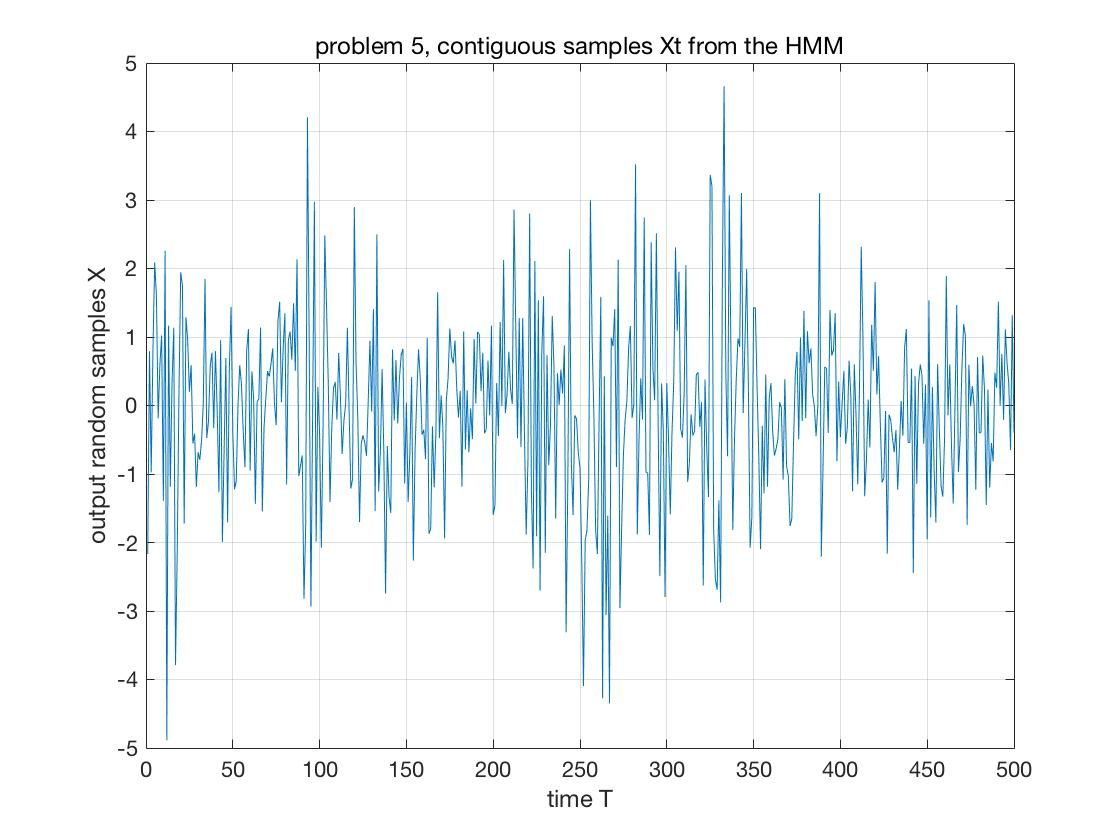 problem 5, contiguous samples Xt from the HMM
5
4
3
2
1
0
-1
-2
-3
-4
-5
output random samples X
0 50 100 150 200 250 300 350 400 450 500
time T